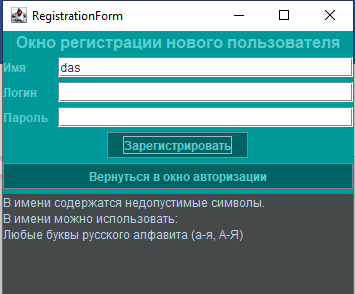 RegistrationForm
Окно регистрации нового пользователя
Имя das
Логин
Пароль
Зарегистрировать
Вернуться в окно авторизации
В имени содержатся недопустимые символы.
В имени можно использовать:
Любые буквы русского алфавита (а-я, А-Я)